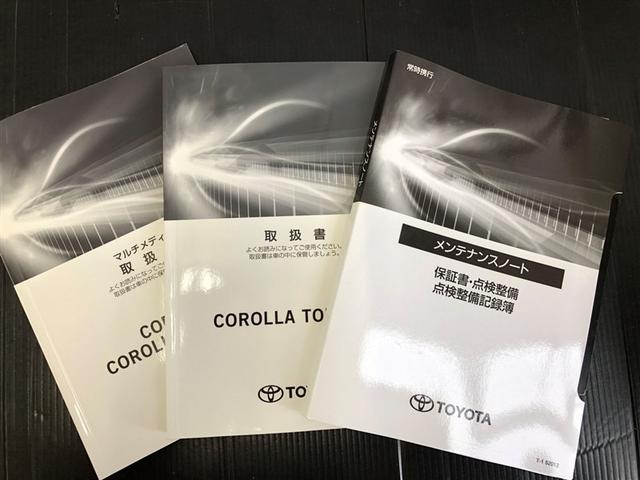 マルチメディ
取扱
よくお読みになってご
取扱書は車の中に保
COROLLA
取扱書
よくお読みになってご使用ください。
取扱書は車の中に保管しましょう。
COROLLA TO
TOYO
常時携行
メンテナンスノート
メンテナンスノート
保証書・点検整備
点検整備記録簿
TOYOTA